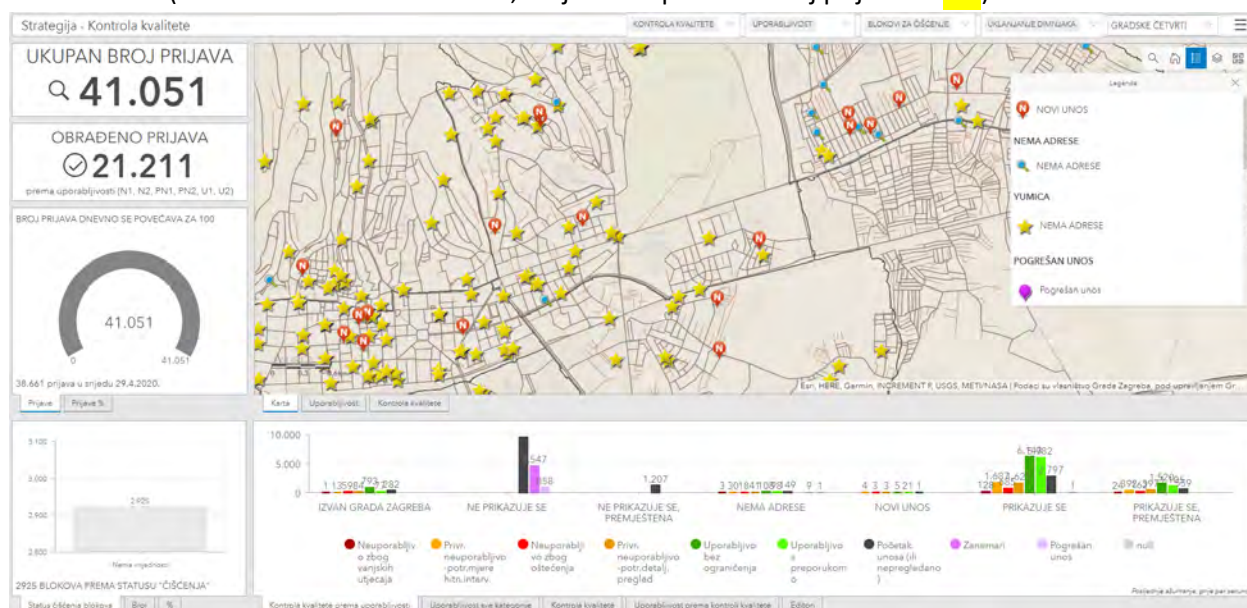 Strategija - Kontrola kvalitete
KONTROLA KVALITETE
UPORABLJIVOST
BLOKOVI ZA ČIŠĆENJE
UKLANJANJE DIMNJAKA
GRADSKE ČETVRTI
UKUPAN BROJ PRIJAVA
41.051
OBRAĐENO PRIJAVA
21.211
prema uporabljivosti (N1, N2, PN1, PN2, U1, U2)
BROJ PRIJAVA DNEVNO SE POVEĆAVA ZA 100
41.051
0
41.051
38.661 prijava u srijedu 29.4.2020.
Prijave
Prijave %
Legenda
NOVI UNOS
NEMA ADRESE
NEMA ADRESE
YUMICA
NEMA ADRESE
POGREŠAN UNOS
Pogrešan unos
Esri, HERE, Garmin, INCREMENT P, USGS, METI/NASA | Podaci su vlasništvo Grada Zagreba, pod upravljanjem Gr...
Karta
Uporabljivost
Kontrola kvalitete
3.100
3.000
2.900
2.800
2.925
Nema vrijednosti
2925 BLOKOVA PREMA STATUSU "ČIŠĆENJA"
Status čišćenja blokova
Broj
%
10.000
5.000
0
1.207
IZVAN GRADA ZAGREBA
NE PRIKAZUJE SE
NE PRIKAZUJE SE,
PREMJEŠTENA
NEMA ADRESE
NOVI UNOS
PRIKAZUJE SE
PRIKAZUJE SE,
PREMJEŠTENA
Neuporabljiv
o zbog
vanjskih
utjecaja
Privr.
neuporabljivo
-potr.mjere
hitn.interv.
Neuporablji
vo zbog
oštećenja
Privr.
neuporabljivo
-potr.detalj.
pregled
Uporabljivo
bez
ograničenja
Uporabljivo
s
preporukom
o
Početak
unosa (ili
nepregledano
)
Zanemari
Pogrešan
unos
null
Posljednje ažuriranje: prije par sekundi
Kontrola kvalitete prema uporabljivosti
Uporabljivost sve kategorije
Kontrola kvalitete
Uporabljivost prema kontroli kvalitete
Editori